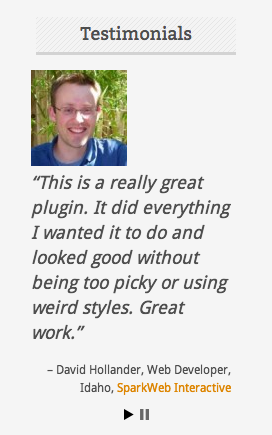 Testimonials
“This is a really great
plugin. It did everything
I wanted it to do and
looked good without
being too picky or using
weird styles. Great
work.”
– David Hollander, Web Developer,
Idaho, SparkWeb Interactive